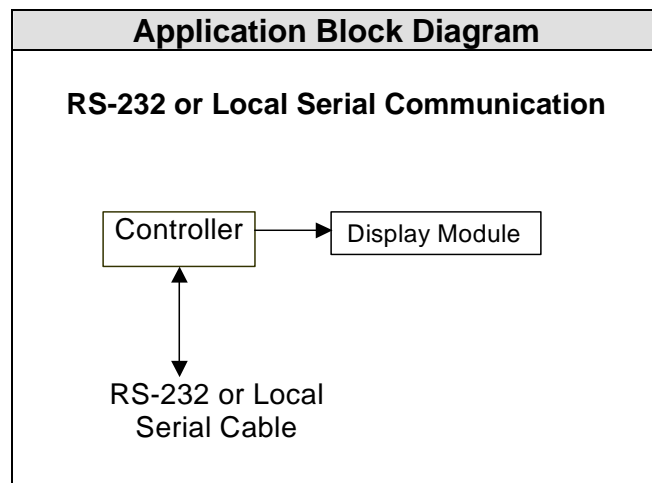 Application Block Diagram
RS-232 or Local Serial Communication
Controller
Display Module
RS-232 or Local
Serial Cable